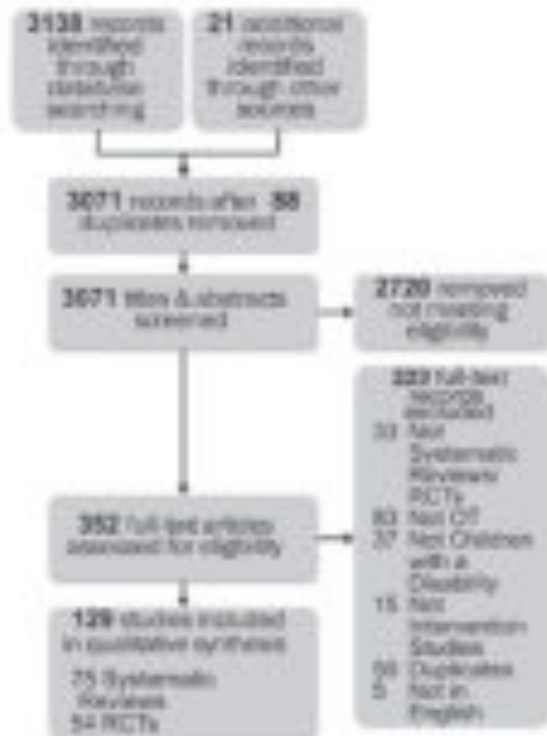 3138 records
identified
through
database
searching
21 additional
records
identified
through other
sources
3071 records after 88
duplicates removed
3071 titles & abstracts
screened
2720 removed
not meeting
eligibility
352 full-text articles
assessed for eligibility
223 full-text
records
excluded
33 Not
Systematic
Reviews/
RCTs
Not OT
37 Not Children
with a
Disability
15 Not
Intervention
Studies
Duplicates
5 Not in
English
129 studies included
in qualitative synthesis
75 Systematic
Reviews
54 RCTs